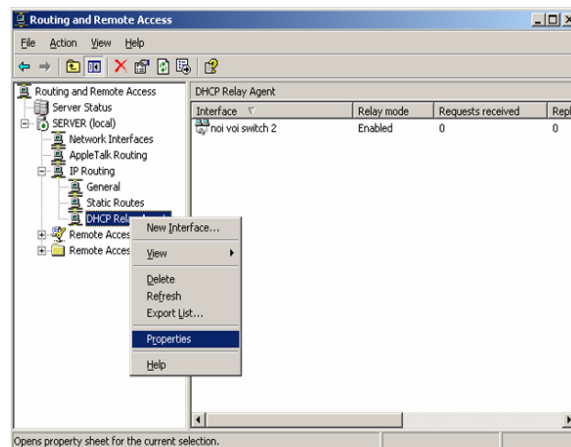 Routing and Remote Access
File Action View Help
Routing and Remote Access
Server Status
SERVER (local)
Network Interfaces
AppleTalk Routing
IP Routing
General
Static Routes
DHCP Relay Agent
Remote Acces
Remote Acces
DHCP Relay Agent
Interface Relay mode Requests received Repl
noi voi switch 2 Enabled 0 0
New Interface...
View
Delete
Refresh
Export List...
Properties
Help
Opens property sheet for the current selection.